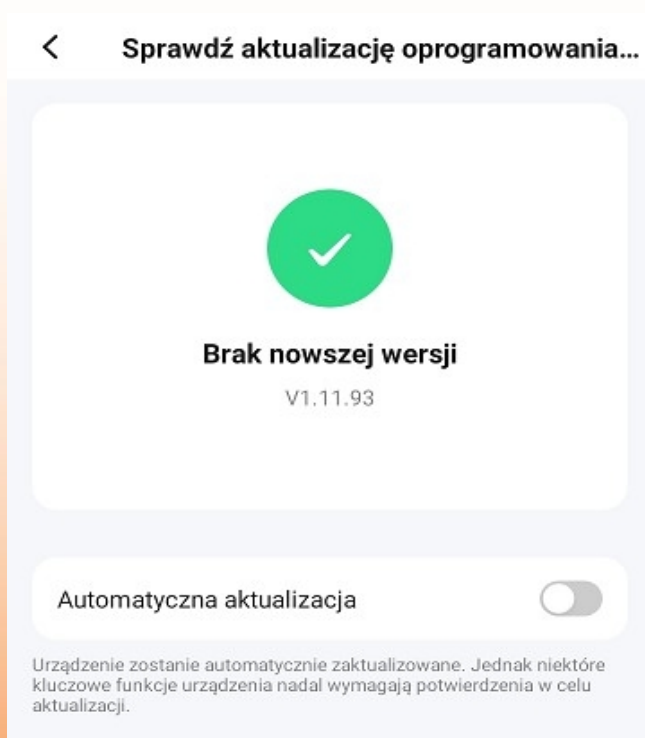 Sprawdź aktualizację oprogramowania...
Brak nowszej wersji
V1.11.93
Automatyczna aktualizacja
Urządzenie zostanie automatycznie zaktualizowane. Jednak niektóre
kluczowe funkcje urządzenia nadal wymagają potwierdzenia w celu
aktualizacji.